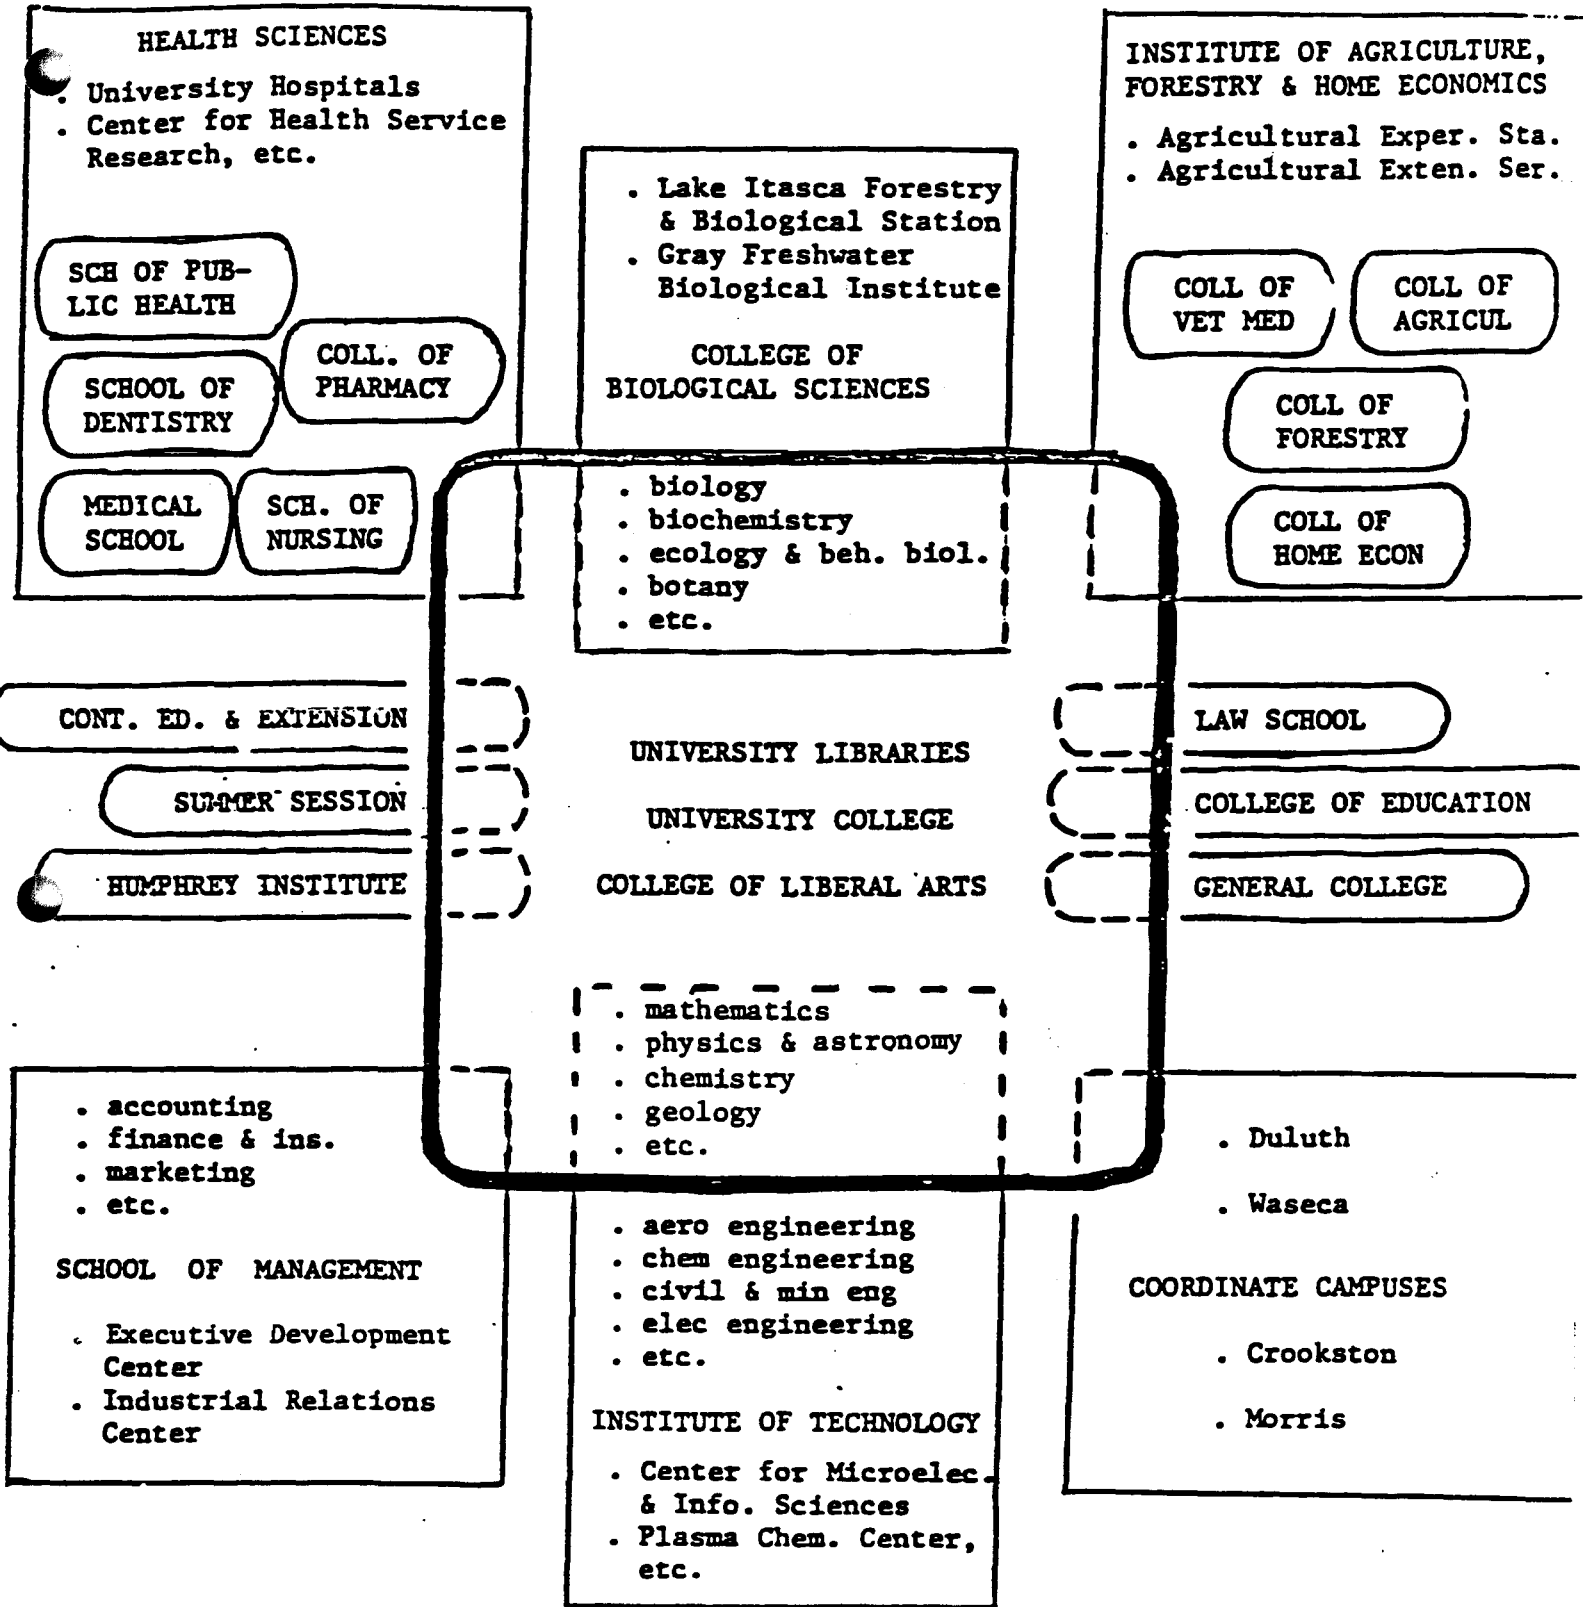 HEALTH SCIENCES
. University Hospitals
. Center for Health Service
Research, etc.
SCH OF PUB-
LIC HEALTH
COLL. OF
PHARMACY
SCHOOL OF
DENTISTRY
MEDICAL
SCHOOL
SCH. OF
NURSING
. Lake Itasca Forestry
& Biological Station
. Gray Freshwater
Biological Institute
COLLEGE OF
BIOLOGICAL SCIENCES
. biology
. biochemistry
. ecology & beh. biol.
. botany
. etc.
INSTITUTE OF AGRICULTURE,
FORESTRY & HOME ECONOMICS
. Agricultural Exper. Sta.
. Agricultural Exten. Ser.
COLL OF
VET MED
COLL OF
AGRICUL
COLL OF
FORESTRY
COLL OF
HOME ECON
CONT. ED. & EXTENSION
SUMMER SESSION
HUMPHREY INSTITUTE
UNIVERSITY LIBRARIES
UNIVERSITY COLLEGE
COLLEGE OF LIBERAL ARTS
LAW SCHOOL
COLLEGE OF EDUCATION
GENERAL COLLEGE
. accounting
. finance & ins.
. marketing
. etc.
SCHOOL OF MANAGEMENT
. Executive Development
Center
. Industrial Relations
Center
. mathematics
. physics & astronomy
. chemistry
. geology
. etc.
. aero engineering
. chem engineering
. civil & min eng
. elec engineering
. etc.
INSTITUTE OF TECHNOLOGY
. Center for Microelec.
& Info. Sciences
. Plasma Chem. Center,
etc.
. Duluth
. Waseca
COORDINATE CAMPUSES
. Crookston
. Morris